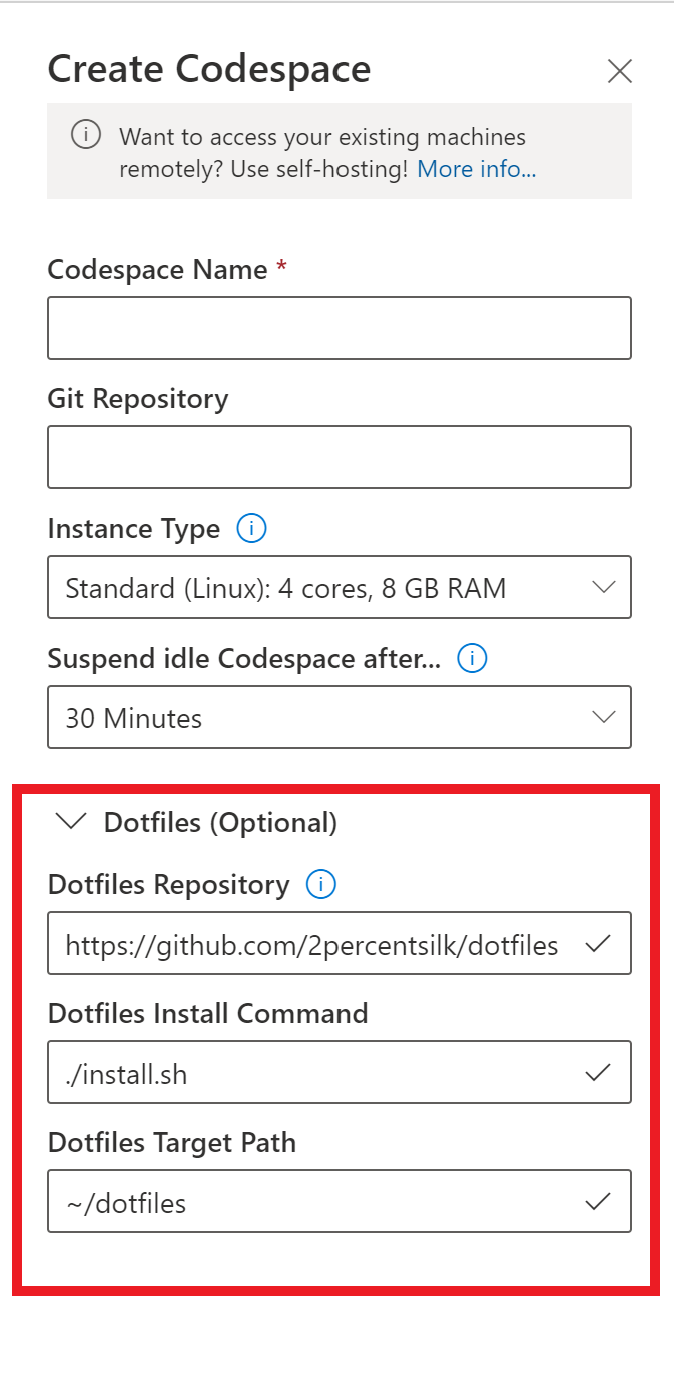 Create Codespace
Want to access your existing machines
remotely? Use self-hosting! More info...
Codespace Name *
Git Repository
Instance Type
Standard (Linux): 4 cores, 8 GB RAM
Suspend idle Codespace after...
30 Minutes
Dotfiles (Optional)
Dotfiles Repository
https://github.com/2percentsilk/dotfiles
Dotfiles Install Command
./install.sh
Dotfiles Target Path
~/dotfiles